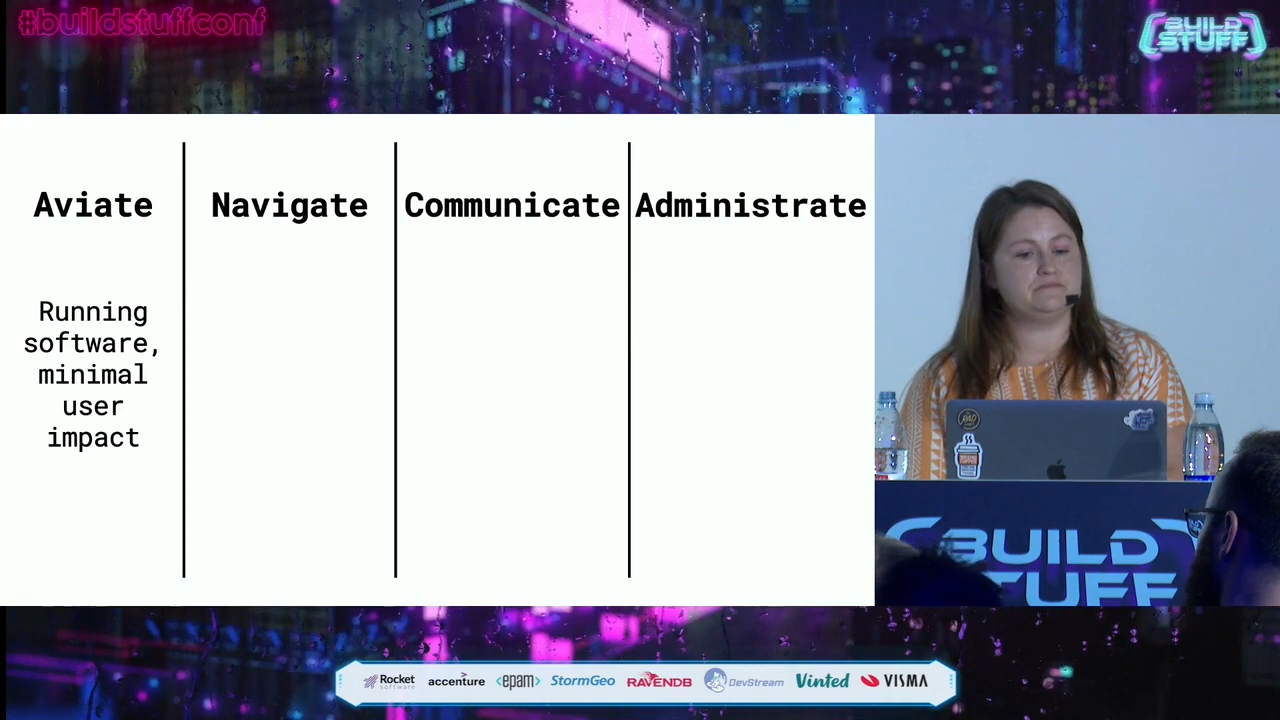 #buildstuffconf
BUILD
STUFF
Aviate
Navigate
Communicate
Administrate
Running
software,
minimal
user
impact
BUILD
STUFF
Rocket
software
accenture
<epam>
StormGeo
RAVENDB
DevStream
Vinted
VISMA